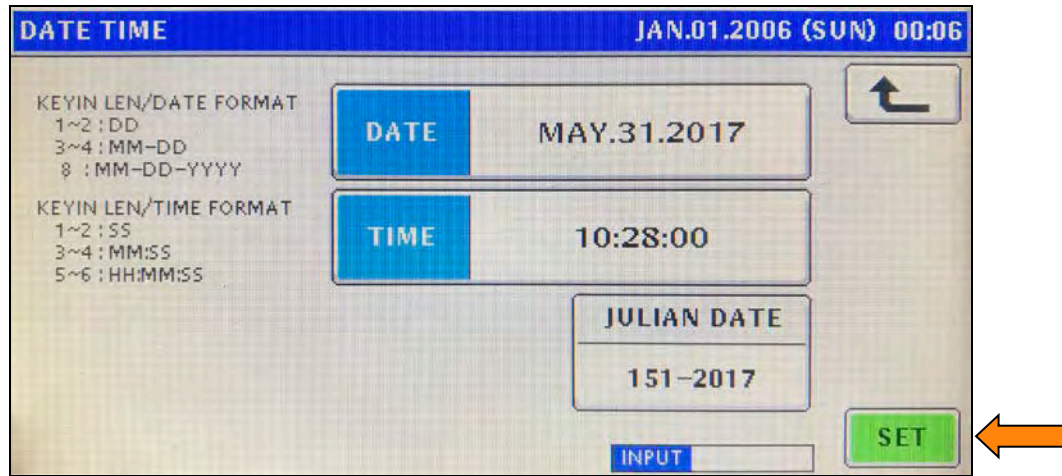 DATE TIME JAN.01.2006 (SUN) 00:06
KEYIN LEN/DATE FORMAT
1~2 : DD
3~4 : MM-DD
8 : MM-DD-YYYY
DATE MAY.31.2017
KEYIN LEN/TIME FORMAT
1~2 : SS
3~4 : MM:SS
5~6 : HH:MM:SS
TIME 10:28:00
JULIAN DATE
151-2017
INPUT
SET